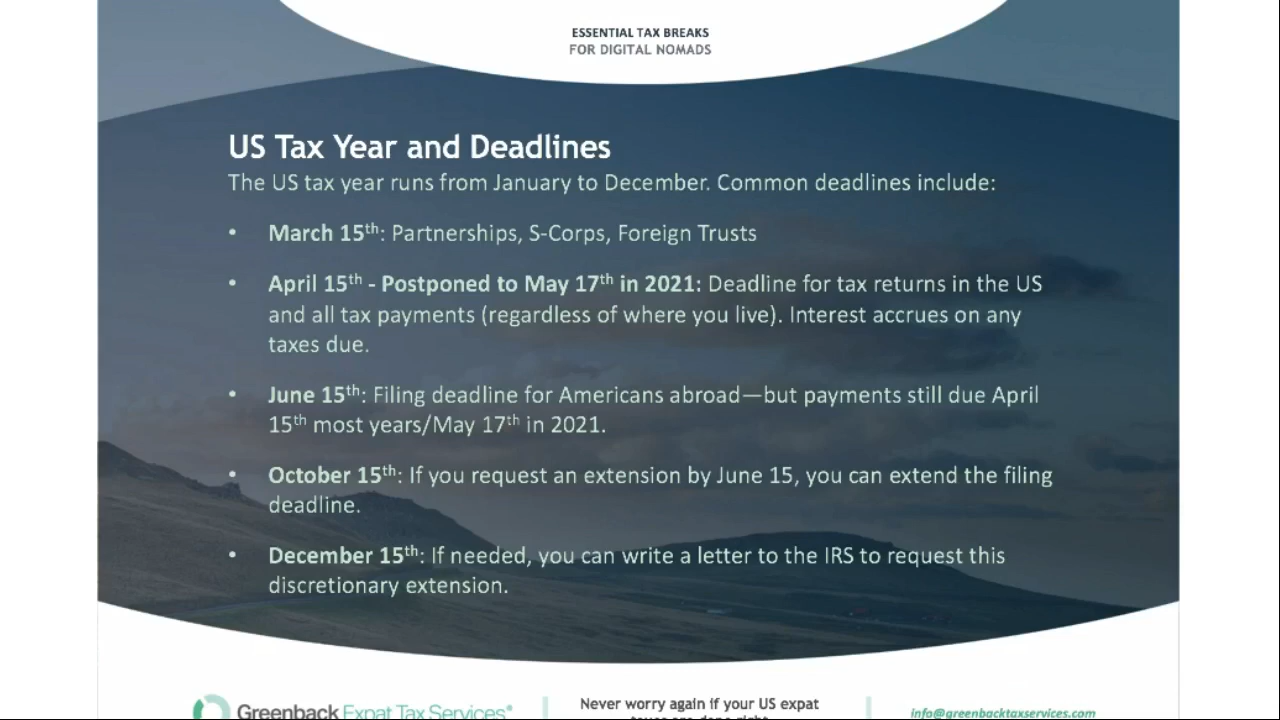 ESSENTIAL TAX BREAKS
FOR DIGITAL NOMADS
US Tax Year and Deadlines
The US tax year runs from January to December. Common deadlines include:
• March 15th: Partnerships, S-Corps, Foreign Trusts
• April 15th - Postponed to May 17th in 2021: Deadline for tax returns in the US
and all tax payments (regardless of where you live). Interest accrues on any
taxes due.
• June 15th: Filing deadline for Americans abroad—but payments still due April
15th most years/May 17th in 2021.
• October 15th: If you request an extension by June 15, you can extend the filing
deadline.
• December 15th: If needed, you can write a letter to the IRS to request this
discretionary extension.
Greenback Expat Tax Services®
Never worry again if your US expat
taxes are done right
info@greenbacktaxservices.com